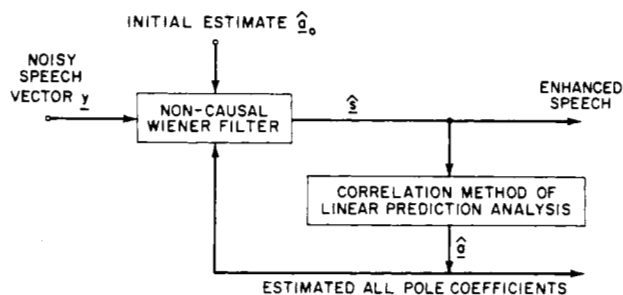 INITIAL ESTIMATE â₀
NOISY
SPEECH
VECTOR y
NON-CAUSAL
WIENER FILTER
ŝ
ENHANCED
SPEECH
CORRELATION METHOD OF
LINEAR PREDICTION ANALYSIS
â
ESTIMATED ALL POLE COEFFICIENTS